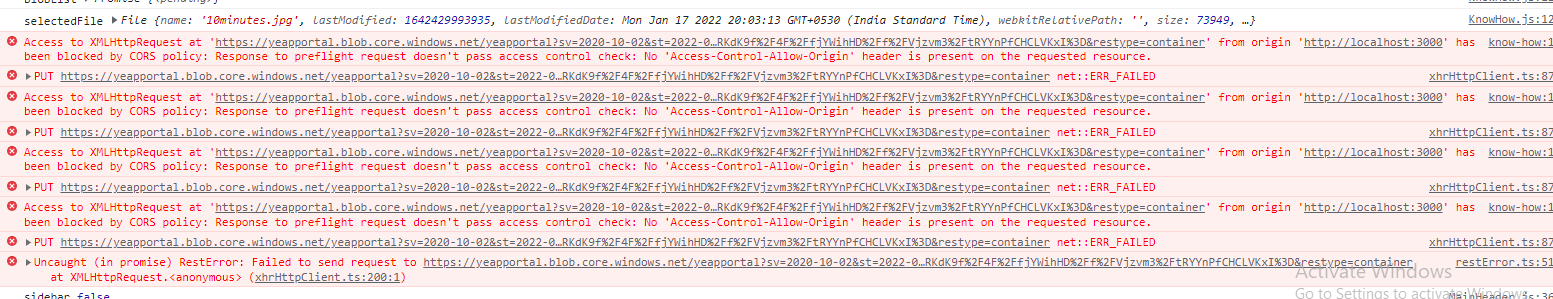 selectedFile ▶ File {name: '10minutes.jpg', lastModified: 1642429993935, lastModifiedDate: Mon Jan 17 2022 20:03:13 GMT+0530 (India Standard Time), webkitRelativePath: '', size: 73949, …} KnowHow.js:12
Access to XMLHttpRequest at 'https://yeapportal.blob.core.windows.net/yeapportal?sv=2020-10-02&st=2022-0…RKdK9f%2F4F%2FfjYWihHD%2Ff%2FVjzvm3%2FtRYYnPfCHCLVKxI%3D&restype=container' from origin 'http://localhost:3000' has know-how:1
been blocked by CORS policy: Response to preflight request doesn't pass access control check: No 'Access-Control-Allow-Origin' header is present on the requested resource.
▶ PUT https://yeapportal.blob.core.windows.net/yeapportal?sv=2020-10-02&st=2022-0…RKdK9f%2F4F%2FfjYWihHD%2Ff%2FVjzvm3%2FtRYYnPfCHCLVKxI%3D&restype=container net::ERR_FAILED xhrHttpClient.ts:87
Access to XMLHttpRequest at 'https://yeapportal.blob.core.windows.net/yeapportal?sv=2020-10-02&st=2022-0…RKdK9f%2F4F%2FfjYWihHD%2Ff%2FVjzvm3%2FtRYYnPfCHCLVKxI%3D&restype=container' from origin 'http://localhost:3000' has know-how:1
been blocked by CORS policy: Response to preflight request doesn't pass access control check: No 'Access-Control-Allow-Origin' header is present on the requested resource.
▶ PUT https://yeapportal.blob.core.windows.net/yeapportal?sv=2020-10-02&st=2022-0…RKdK9f%2F4F%2FfjYWihHD%2Ff%2FVjzvm3%2FtRYYnPfCHCLVKxI%3D&restype=container net::ERR_FAILED xhrHttpClient.ts:87
Access to XMLHttpRequest at 'https://yeapportal.blob.core.windows.net/yeapportal?sv=2020-10-02&st=2022-0…RKdK9f%2F4F%2FfjYWihHD%2Ff%2FVjzvm3%2FtRYYnPfCHCLVKxI%3D&restype=container' from origin 'http://localhost:3000' has know-how:1
been blocked by CORS policy: Response to preflight request doesn't pass access control check: No 'Access-Control-Allow-Origin' header is present on the requested resource.
▶ PUT https://yeapportal.blob.core.windows.net/yeapportal?sv=2020-10-02&st=2022-0…RKdK9f%2F4F%2FfjYWihHD%2Ff%2FVjzvm3%2FtRYYnPfCHCLVKxI%3D&restype=container net::ERR_FAILED xhrHttpClient.ts:87
Access to XMLHttpRequest at 'https://yeapportal.blob.core.windows.net/yeapportal?sv=2020-10-02&st=2022-0…RKdK9f%2F4F%2FfjYWihHD%2Ff%2FVjzvm3%2FtRYYnPfCHCLVKxI%3D&restype=container' from origin 'http://localhost:3000' has know-how:1
been blocked by CORS policy: Response to preflight request doesn't pass access control check: No 'Access-Control-Allow-Origin' header is present on the requested resource.
▶ PUT https://yeapportal.blob.core.windows.net/yeapportal?sv=2020-10-02&st=2022-0…RKdK9f%2F4F%2FfjYWihHD%2Ff%2FVjzvm3%2FtRYYnPfCHCLVKxI%3D&restype=container net::ERR_FAILED xhrHttpClient.ts:87
▶ Uncaught (in promise) RestError: Failed to send request to https://yeapportal.blob.core.windows.net/yeapportal?sv=2020-10-02&st=2022-0…RKdK9f%2F4F%2FfjYWihHD%2Ff%2FVjzvm3%2FtRYYnPfCHCLVKxI%3D&restype=container restError.ts:51
at XMLHttpRequest.<anonymous> (xhrHttpClient.ts:200:1)
Activate Windows
Go to Settings to activate Windows.
sidebar false